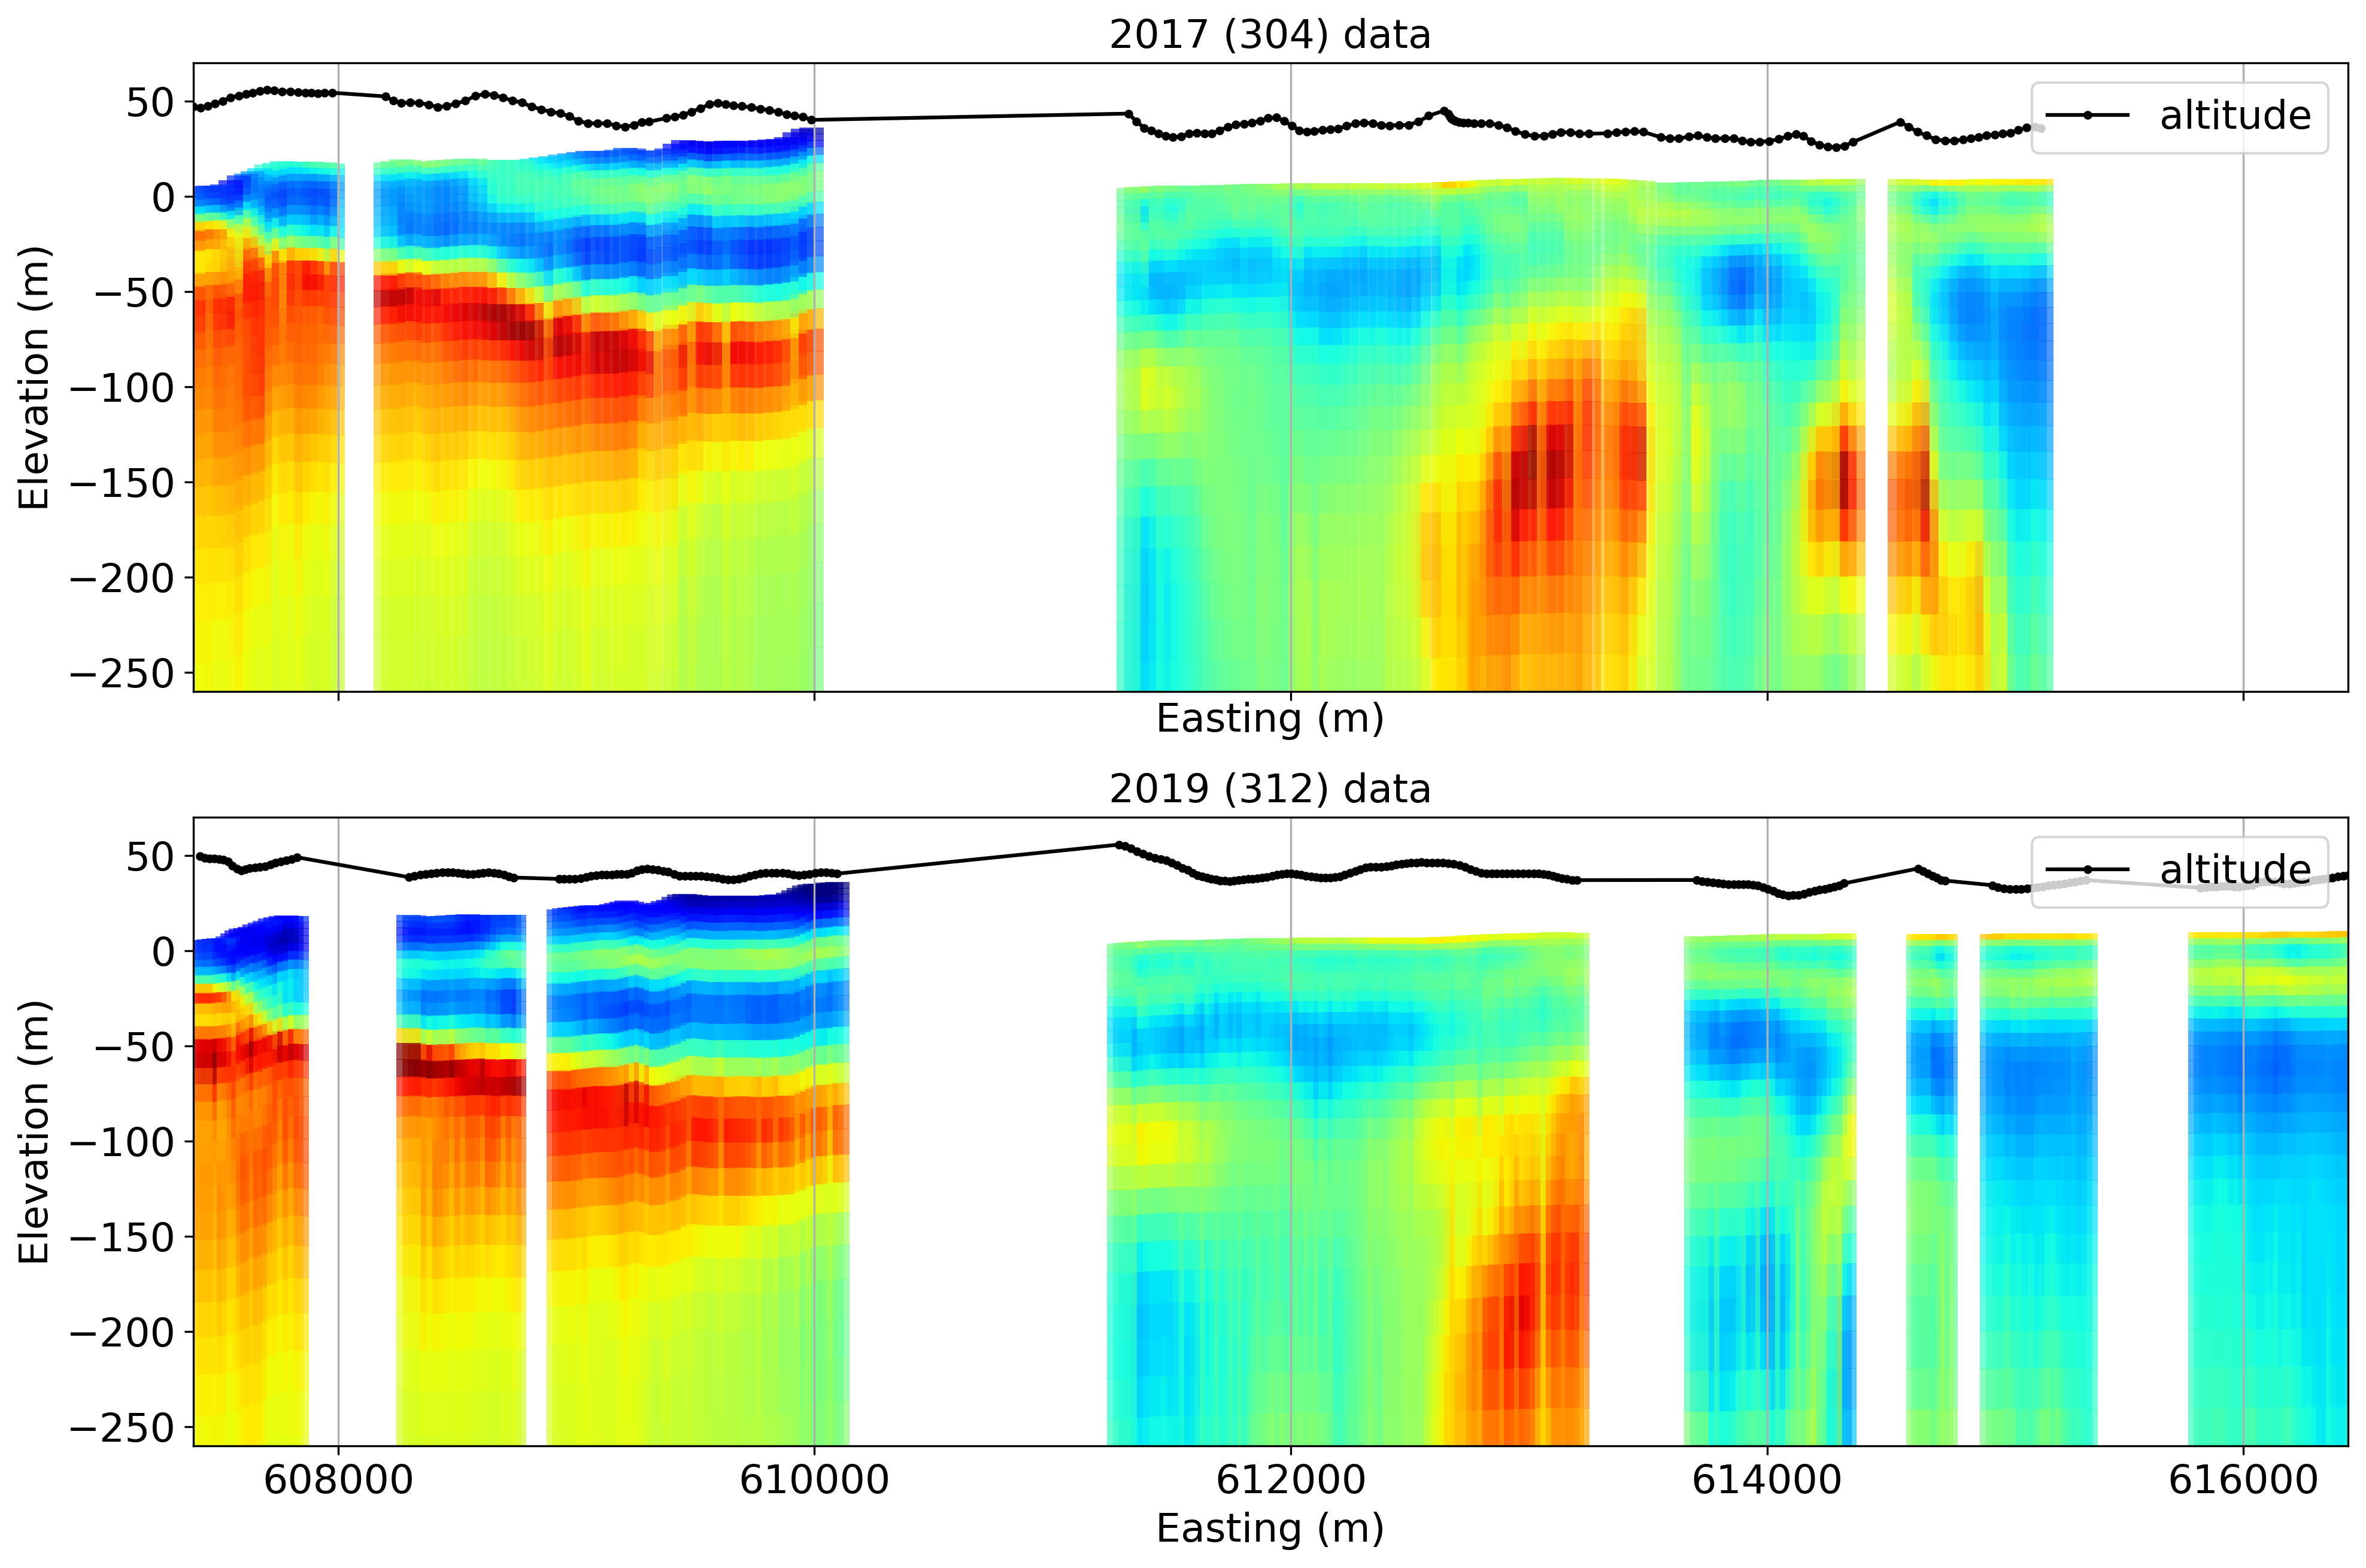 2017 (304) data
altitude
50
0
−50
−100
−150
−200
−250
Elevation (m)
Easting (m)
2019 (312) data
altitude
50
0
−50
−100
−150
−200
−250
Elevation (m)
608000 610000 612000 614000 616000
Easting (m)